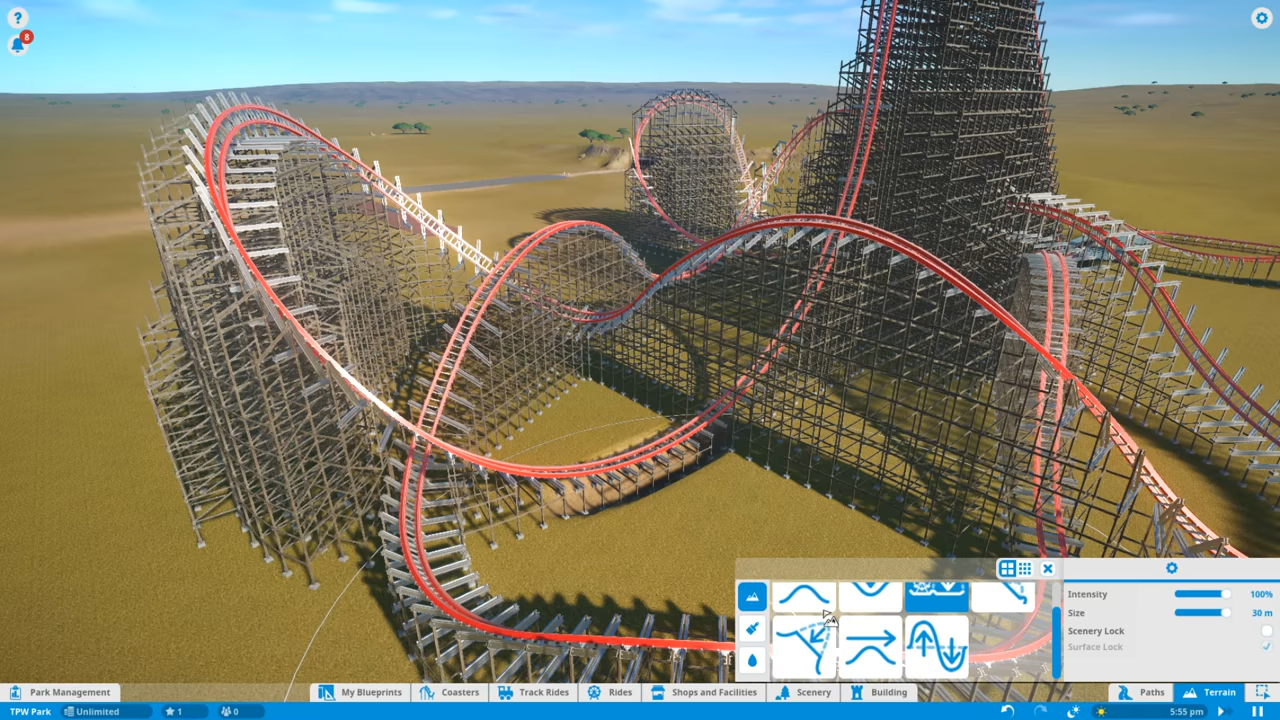 ?
8
Intensity 100%
Size 30 m
Scenery Lock
Surface Lock
Park Management
My Blueprints
Coasters
Track Rides
Rides
Shops and Facilities
Scenery
Building
Paths
Terrain
TPW Park
Unlimited
1
0
5:55 pm